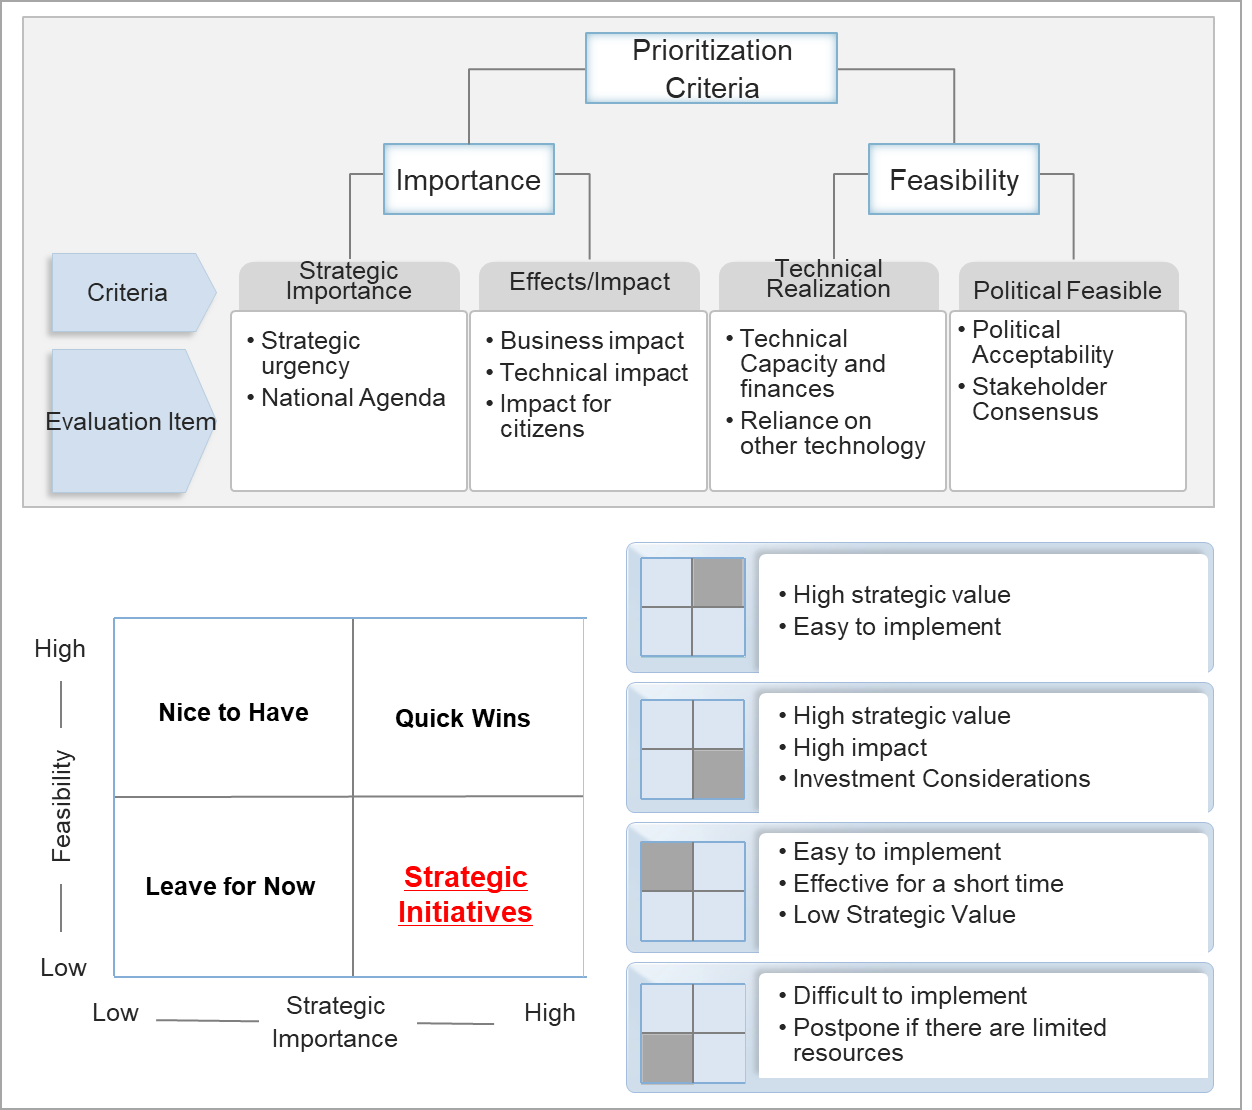 Prioritization
Criteria
Importance
Feasibility
Criteria
Strategic
Importance
Effects/Impact
Technical
Realization
Political Feasible
Evaluation Item
• Strategic
urgency
• National Agenda
• Business impact
• Technical impact
• Impact for
citizens
• Technical
Capacity and
finances
• Reliance on
other technology
• Political
Acceptability
• Stakeholder
Consensus
High
Feasibility
Low
Nice to Have
Quick Wins
Leave for Now
Strategic
Initiatives
Low
Strategic
Importance
High
• High strategic value
• Easy to implement
• High strategic value
• High impact
• Investment Considerations
• Easy to implement
• Effective for a short time
• Low Strategic Value
• Difficult to implement
• Postpone if there are limited
resources